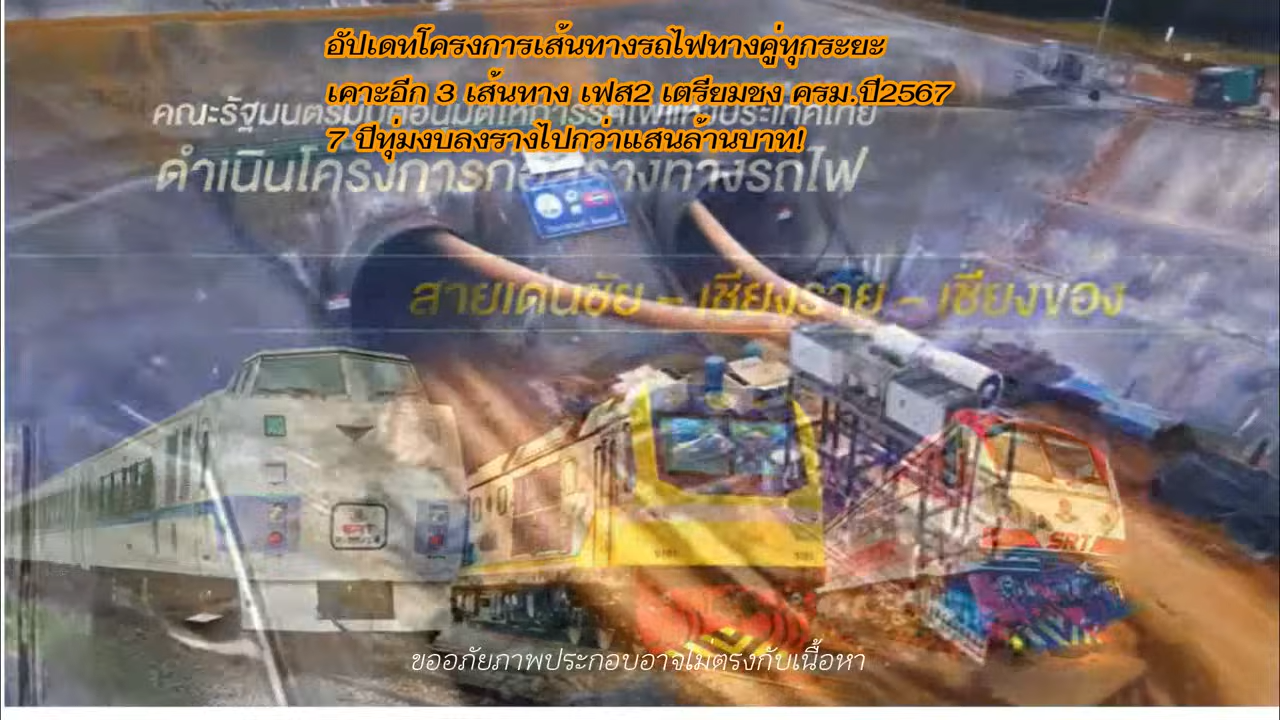 อัปเดทโครงการเส้นทางรถไฟทางคู่ทุกระยะ
เคาะอีก 3 เส้นทาง เฟส2 เตรียมชง ครม.ปี2567
7 ปีทุ่มงบลงรางไปกว่าแสนล้านบาท!
คณะรัฐมนตรีมีมติอนุมัติให้การรถไฟแห่งประเทศไทย
ดำเนินโครงการก่อสร้างทางรถไฟ
สายเด่นชัย – เชียงราย – เชียงของ
SRT
SRT
ขออภัยภาพประกอบอาจไม่ตรงกับเนื้อหา